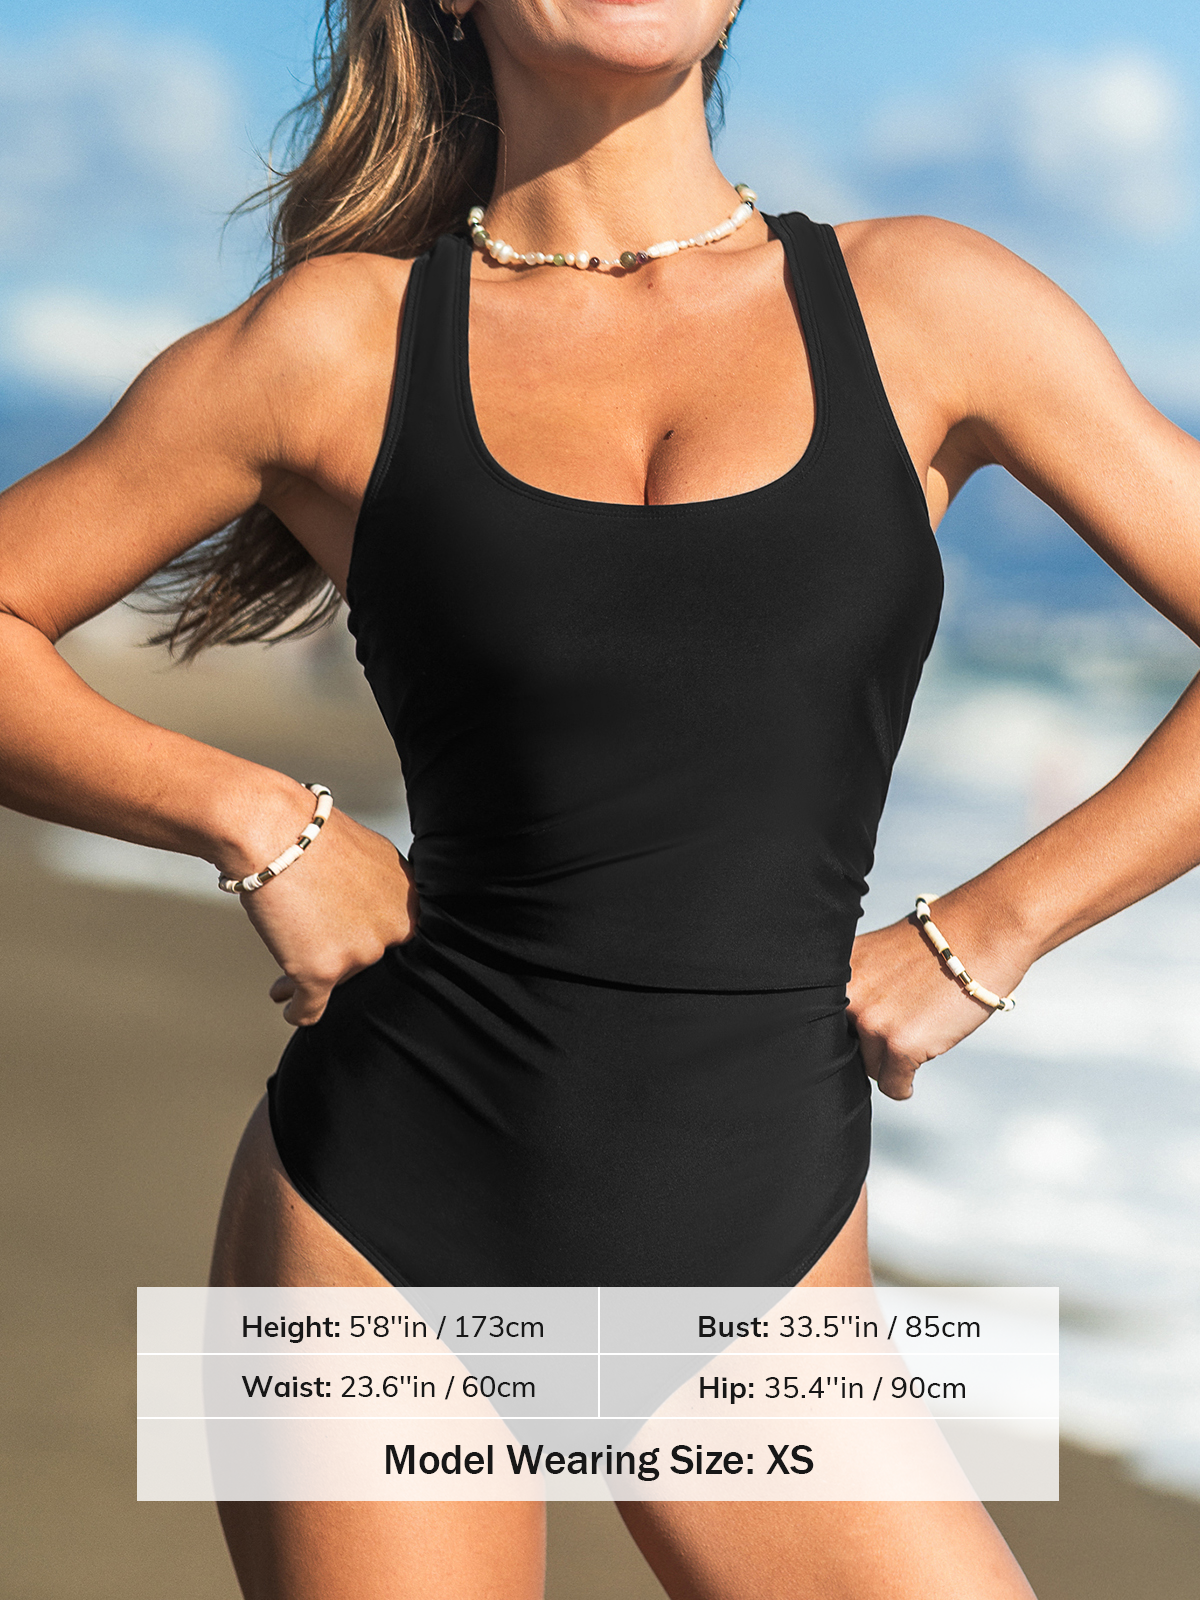 Height: 5'8''in / 173cm
Bust: 33.5''in / 85cm
Waist: 23.6''in / 60cm
Hip: 35.4''in / 90cm
Model Wearing Size: XS